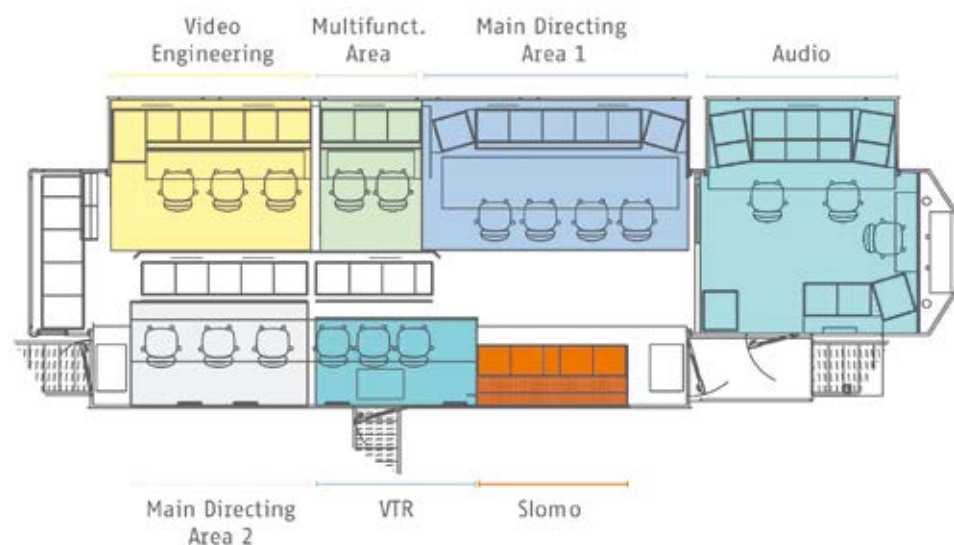 Video
Engineering
Multifunct.
Area
Main Directing
Area 1
Audio
Main Directing
Area 2
VTR
Slomo